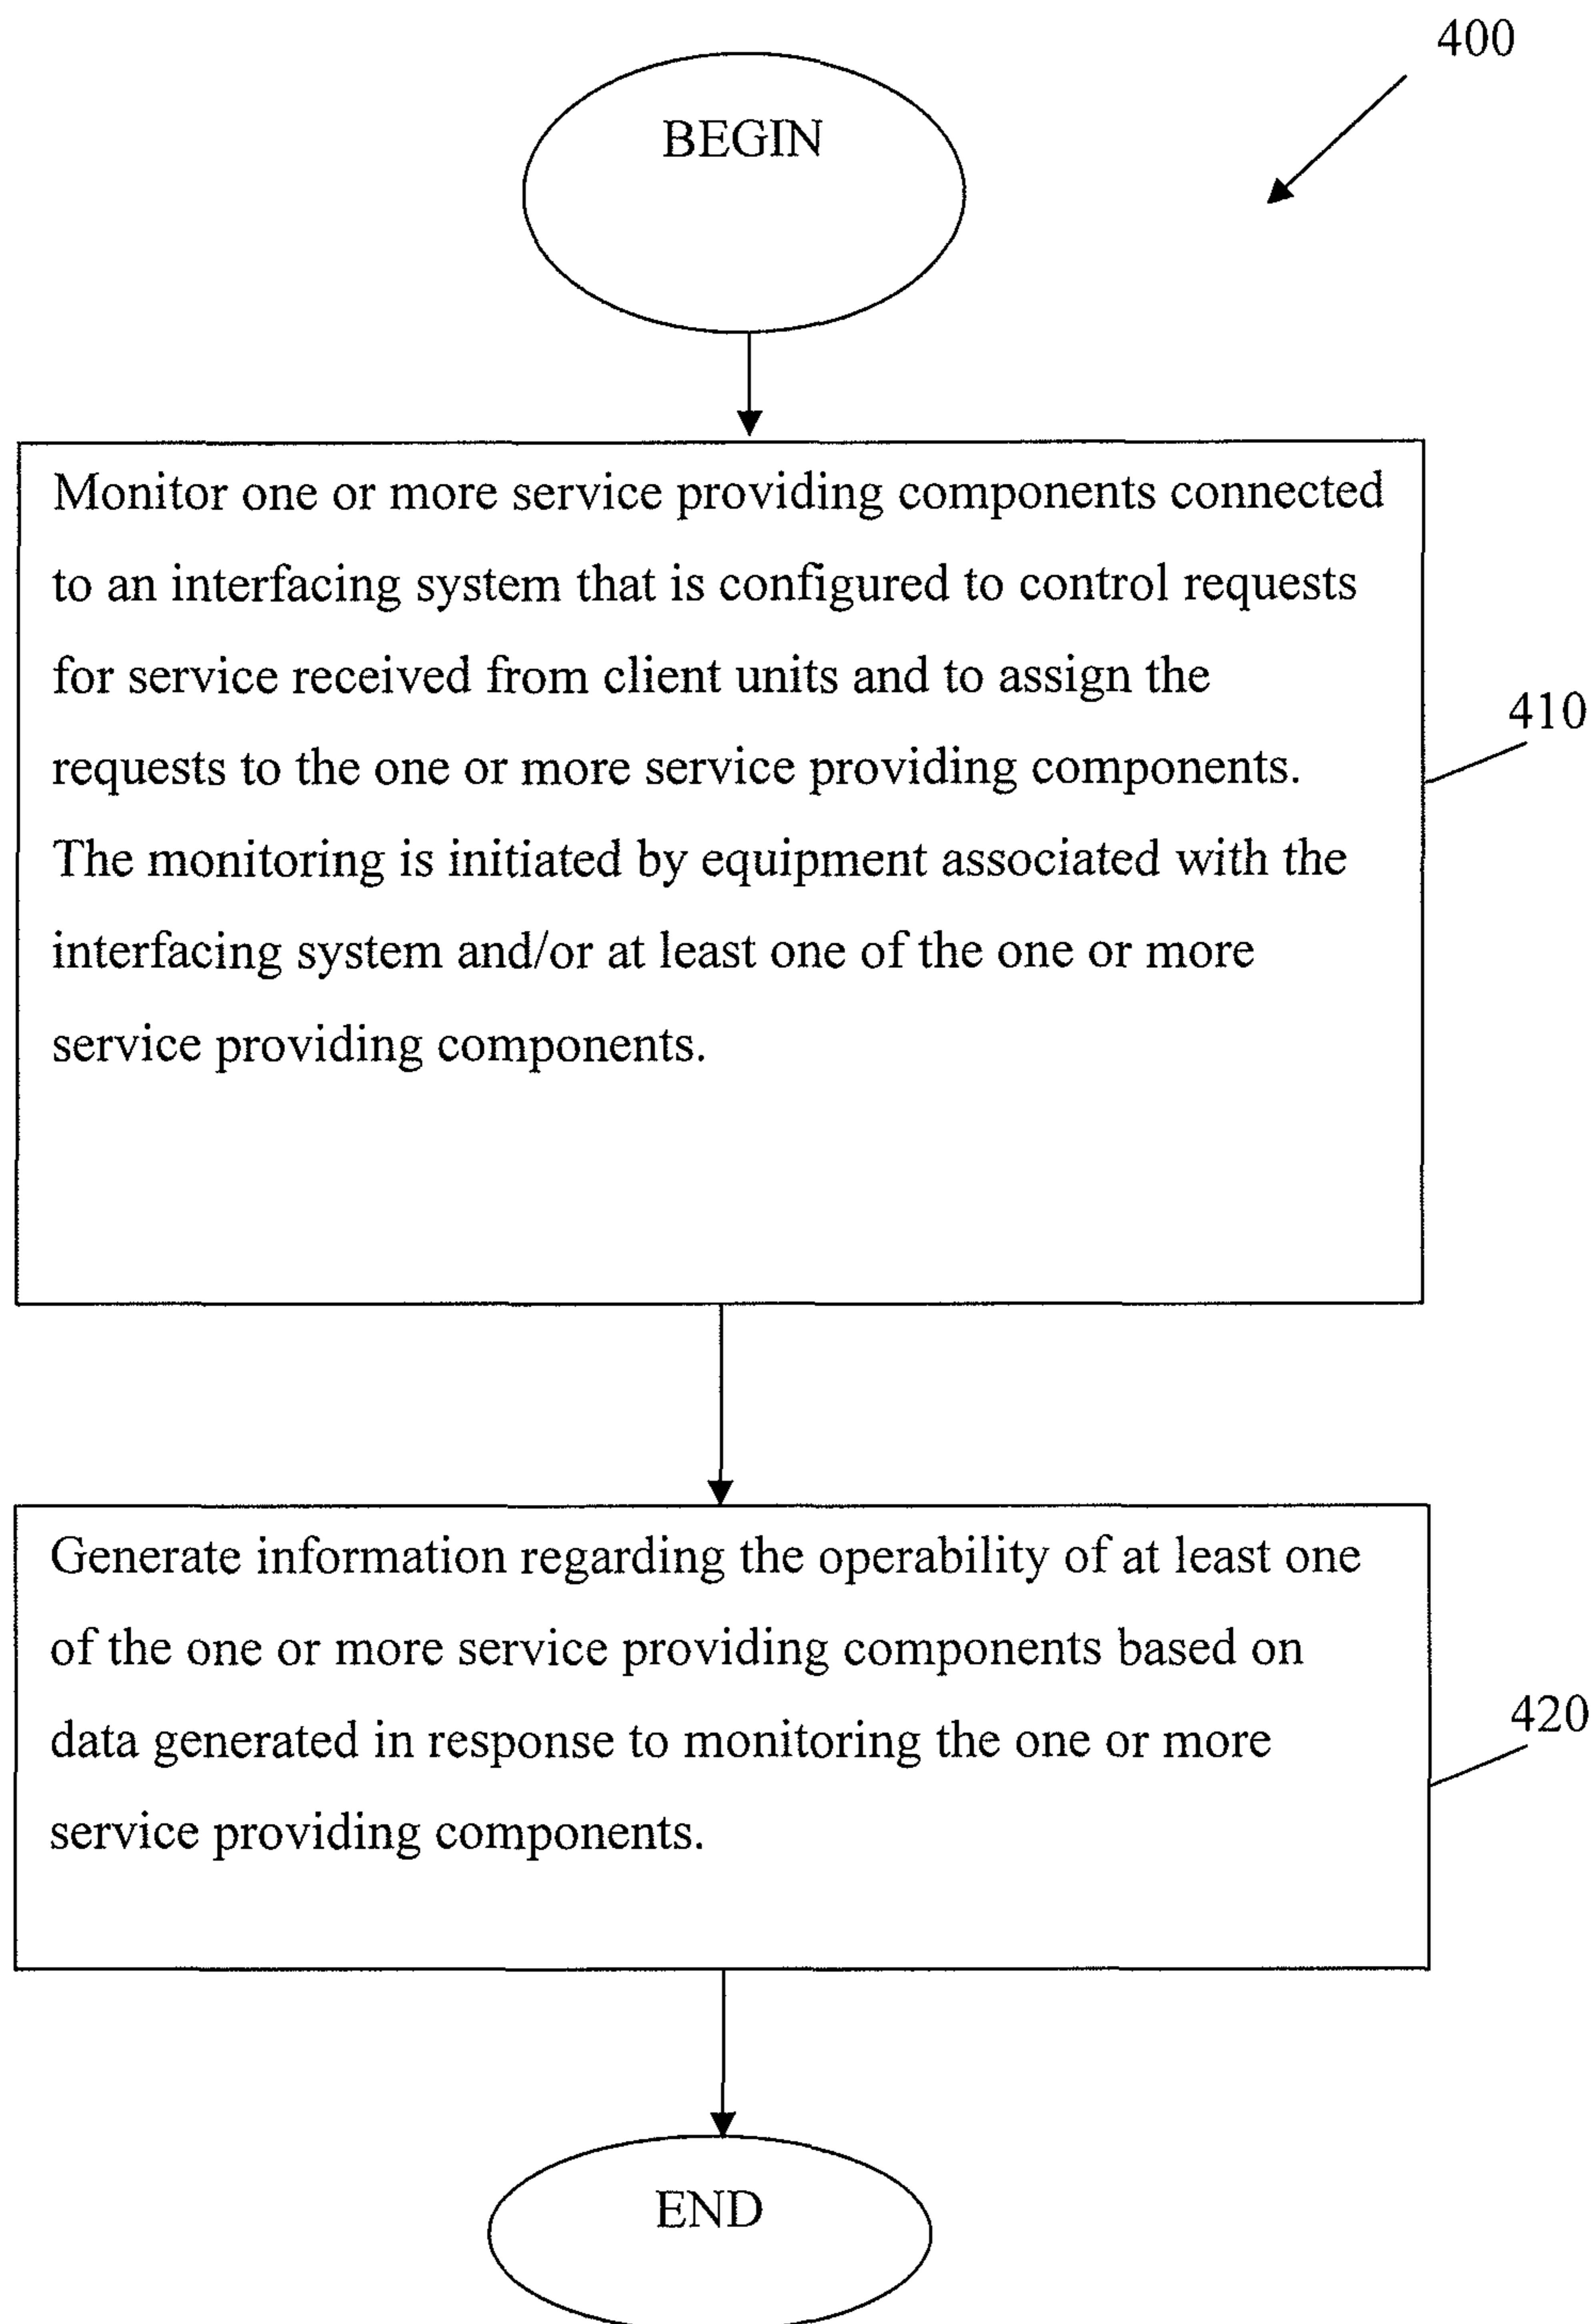 400
BEGIN
Monitor one or more service providing components connected
to an interfacing system that is configured to control requests
for service received from client units and to assign the
requests to the one or more service providing components.
The monitoring is initiated by equipment associated with the
interfacing system and/or at least one of the one or more
service providing components.
410
Generate information regarding the operability of at least one
of the one or more service providing components based on
data generated in response to monitoring the one or more
service providing components.
420
END